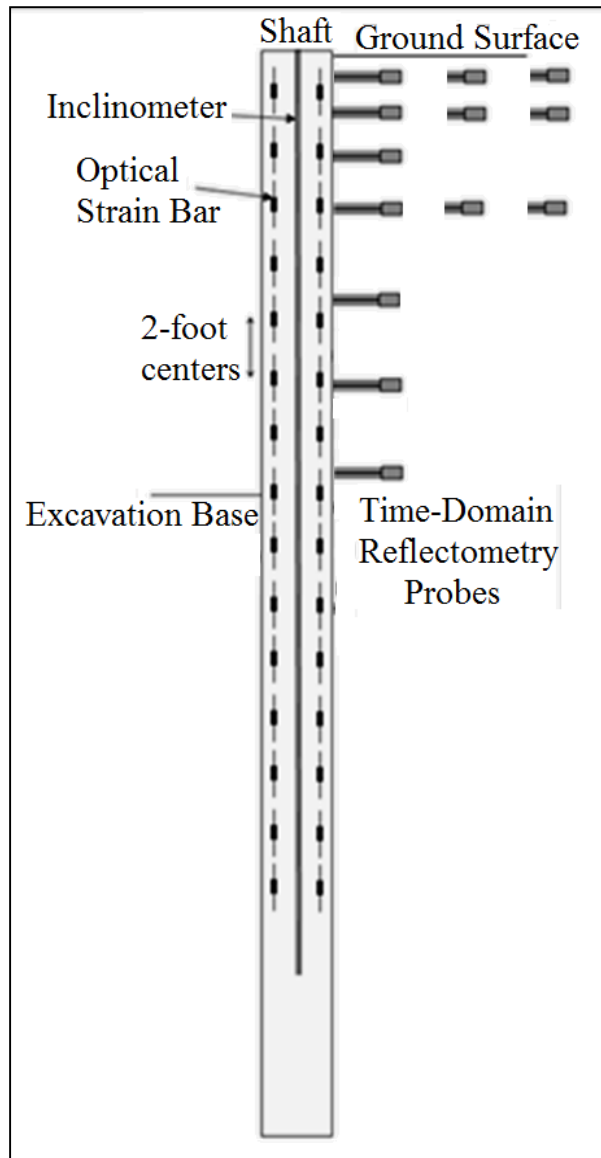 Shaft
Ground Surface
Inclinometer
Optical
Strain Bar
2-foot
centers
Excavation Base
Time-Domain
Reflectometry
Probes